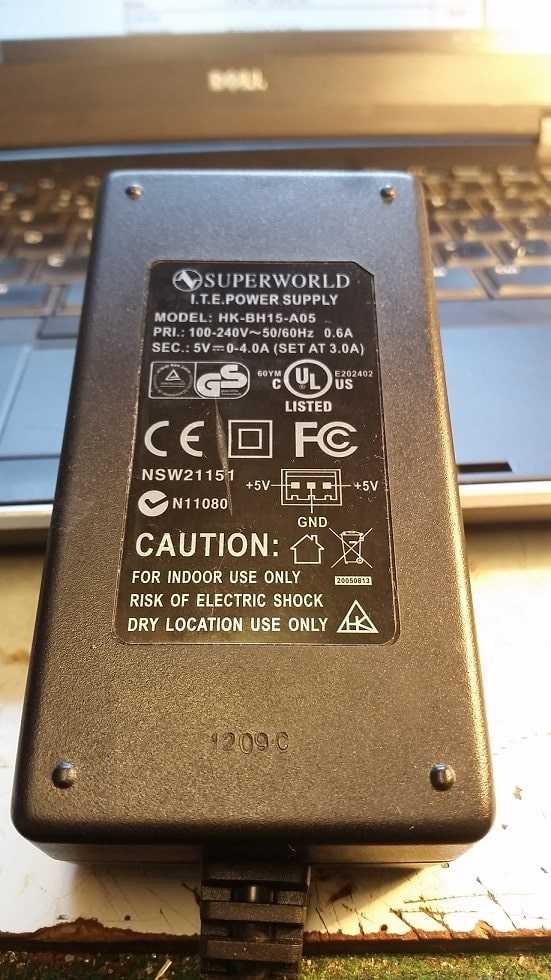 DELL
SUPERWORLD
I.T.E.POWER SUPPLY
MODEL: HK-BH15-A05
PRI.: 100-240V~50/60Hz 0.6A
SEC.: 5V⎓0-4.0A (SET AT 3.0A)
GS
60YM
C UL US
E202402
LISTED
CE FC
NSW21151
+5V
+5V
GND
N11080
CAUTION:
20050813
FOR INDOOR USE ONLY
RISK OF ELECTRIC SHOCK
DRY LOCATION USE ONLY
HK
1209C